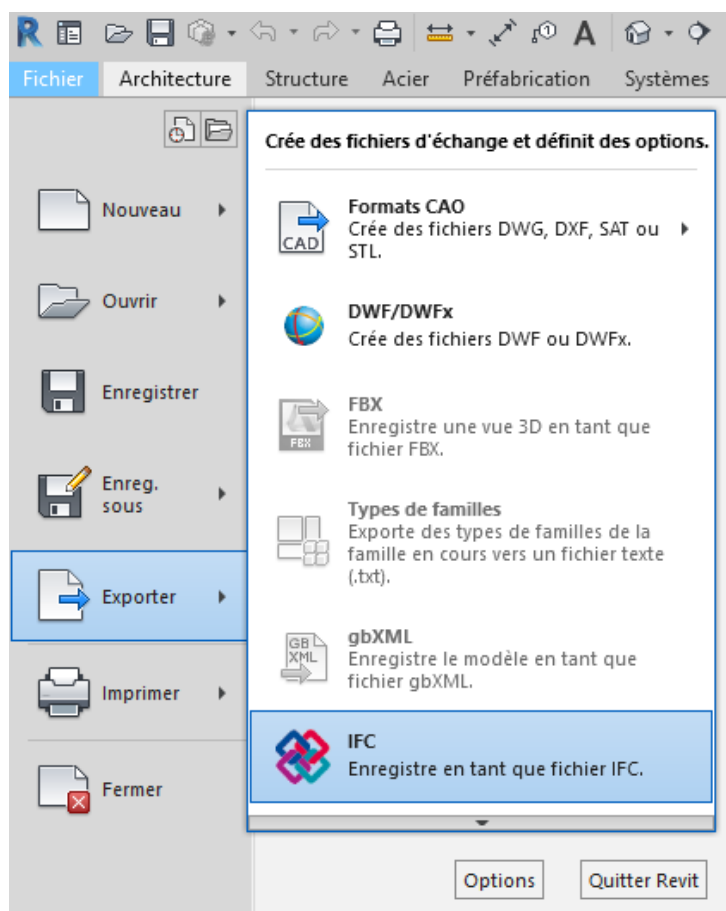 Fichier Architecture Structure Acier Préfabrication Systèmes
Crée des fichiers d'échange et définit des options.
Nouveau
Ouvrir
Enregistrer
Enreg.
sous
Exporter
Imprimer
Fermer
CAD
Formats CAO
Crée des fichiers DWG, DXF, SAT ou
STL.
DWF/DWFx
Crée des fichiers DWF ou DWFx.
FBX
FBX
Enregistre une vue 3D en tant que
fichier FBX.
Types de familles
Exporte des types de familles de la
famille en cours vers un fichier texte
(.txt).
GB
XML
gbXML
Enregistre le modèle en tant que
fichier gbXML.
IFC
Enregistre en tant que fichier IFC.
Options Quitter Revit